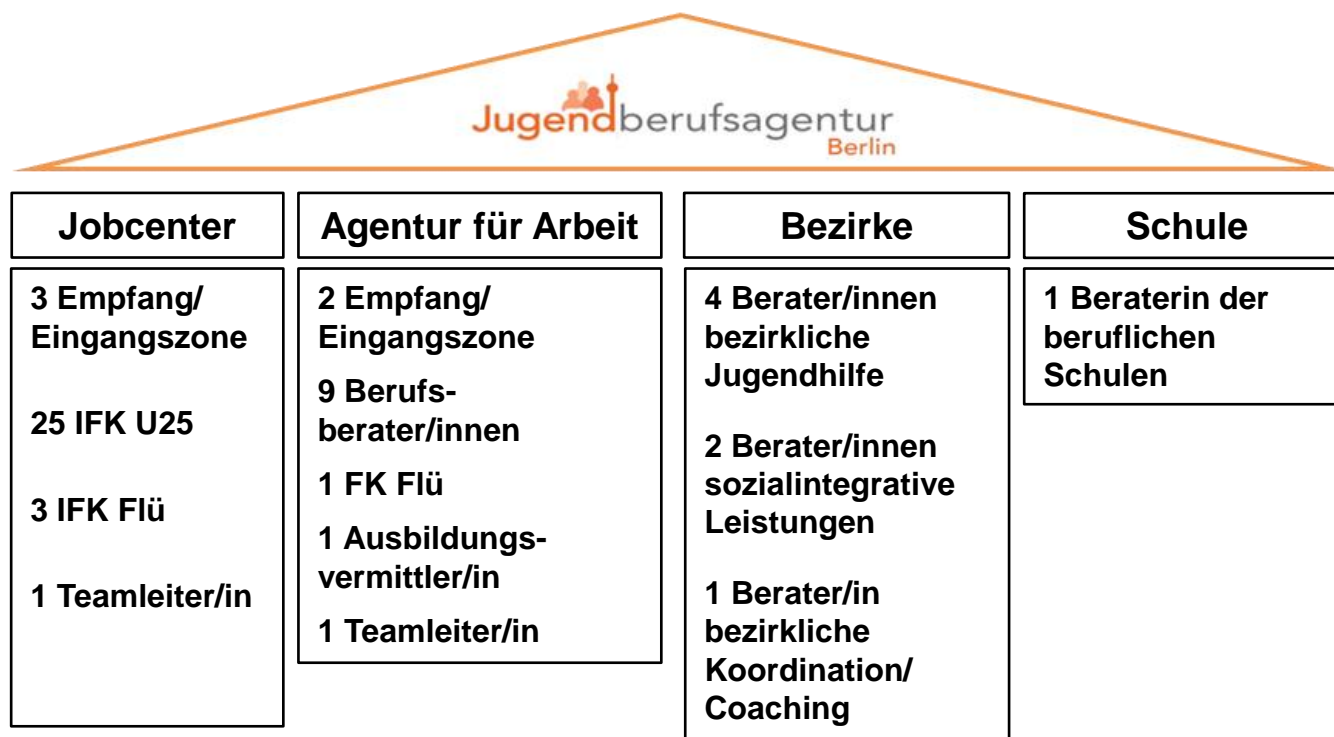 Jugendberufsagentur
Berlin
Jobcenter
3 Empfang/
Eingangszone
25 IFK U25
3 IFK Flü
1 Teamleiter/in
Agentur für Arbeit
2 Empfang/
Eingangszone
9 Berufs-
berater/innen
1 FK Flü
1 Ausbildungs-
vermittler/in
1 Teamleiter/in
Bezirke
4 Berater/innen
bezirkliche
Jugendhilfe
2 Berater/innen
sozialintegrative
Leistungen
1 Berater/in
bezirkliche
Koordination/
Coaching
Schule
1 Beraterin der
beruflichen
Schulen